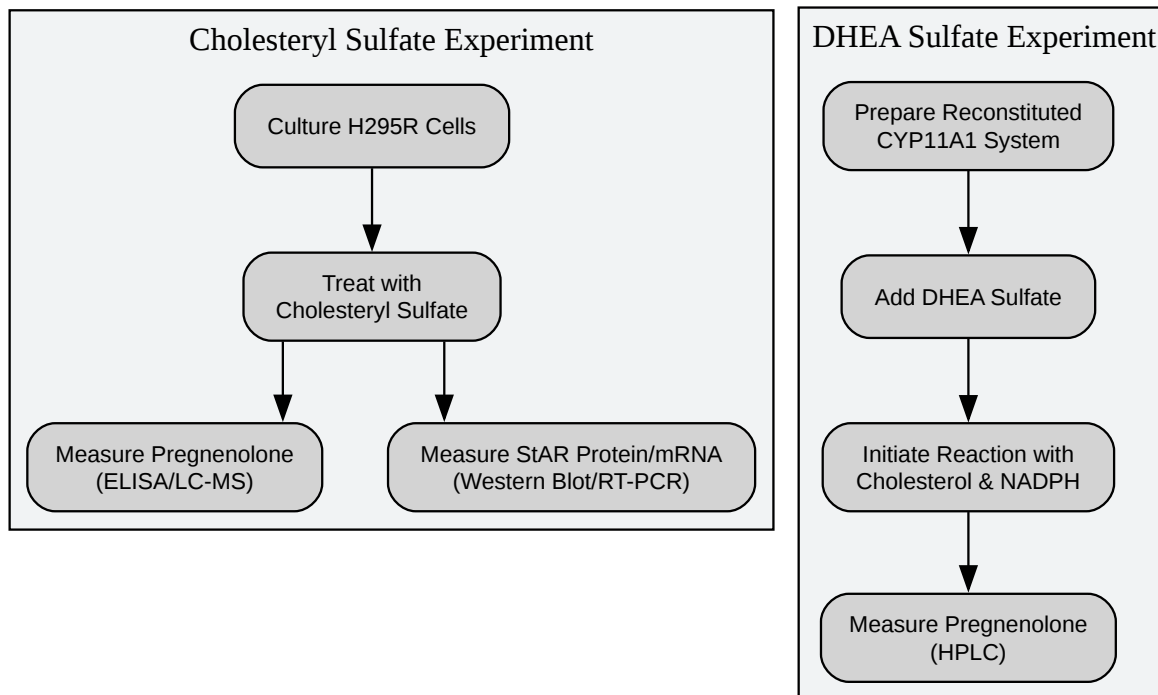 Cholesteryl Sulfate Experiment
Culture H295R Cells
Treat with
Cholesteryl Sulfate
Measure Pregnenolone
(ELISA/LC-MS)
Measure StAR Protein/mRNA
(Western Blot/RT-PCR)
DHEA Sulfate Experiment
Prepare Reconstituted
CYP11A1 System
Add DHEA Sulfate
Initiate Reaction with
Cholesterol & NADPH
Measure Pregnenolone
(HPLC)